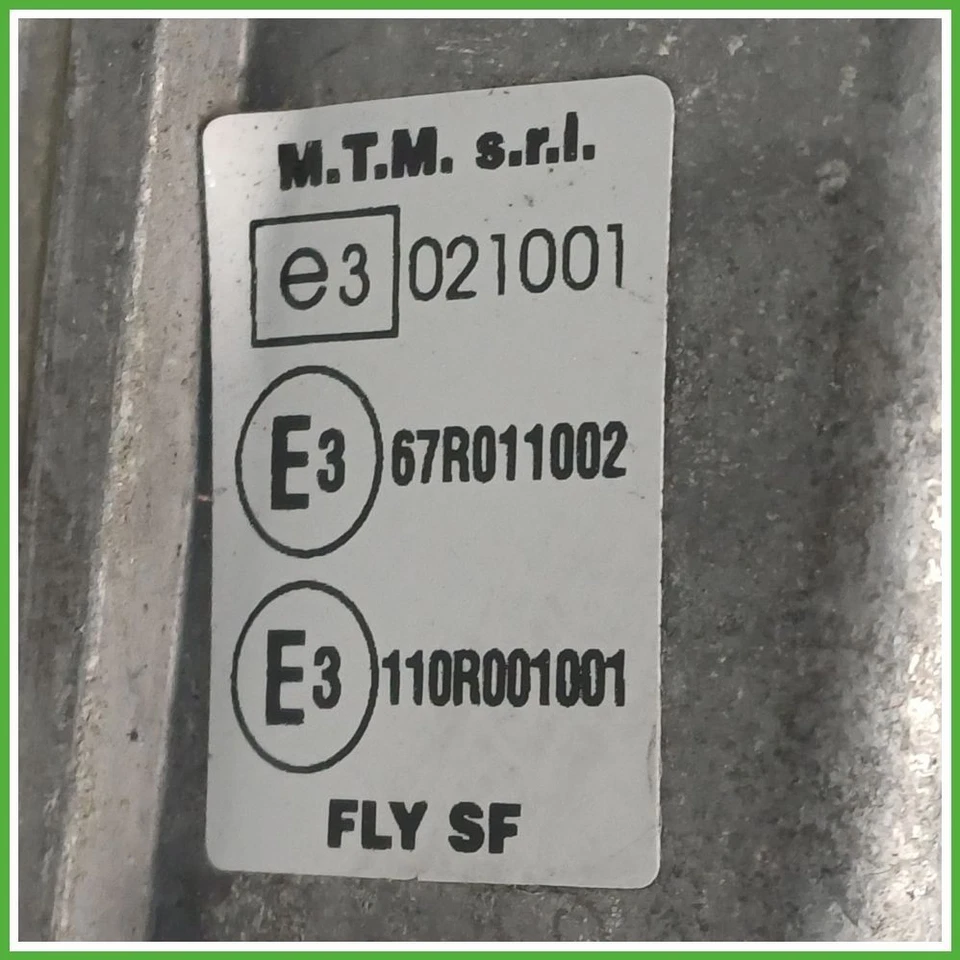 M.T.M. s.r.l.
e3 021001
E3 67R011002
E3 110R001001
FLY SF